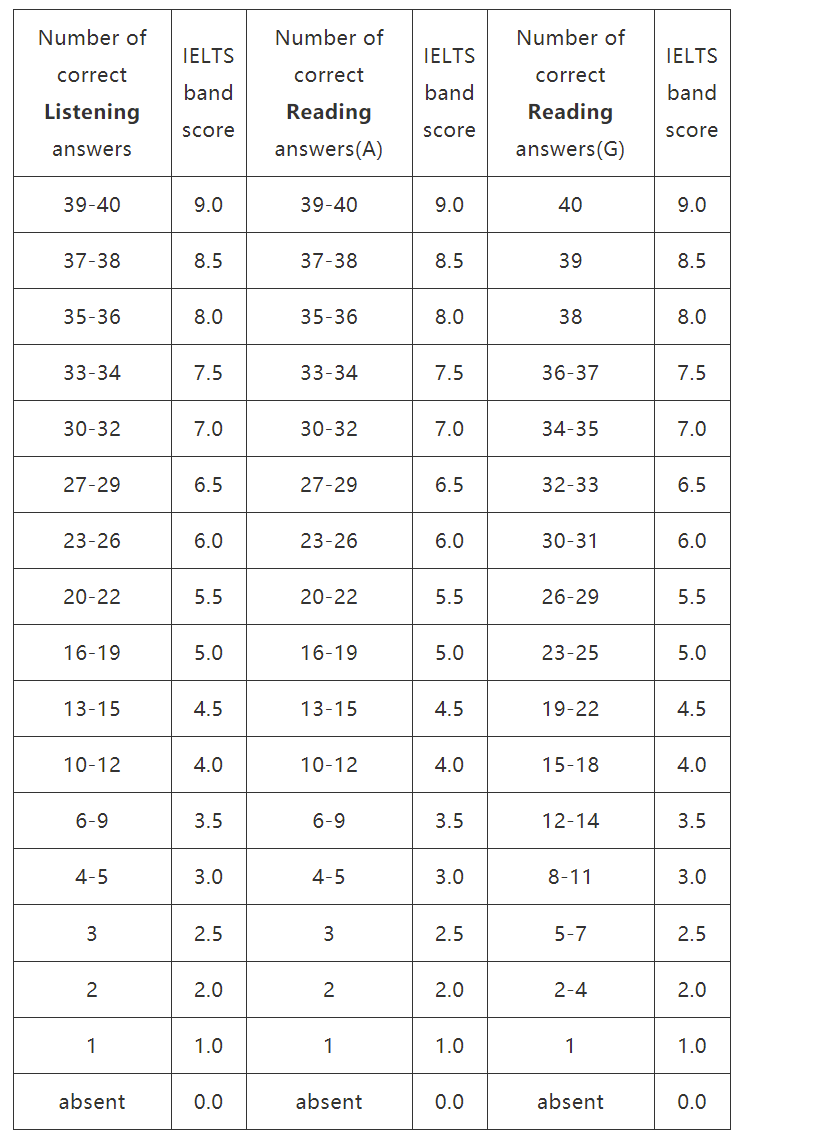 Number of correct Listening answers IELTS band score Number of correct Reading answers(A) IELTS band score Number of correct Reading answers(G) IELTS band score
39-40 9.0 39-40 9.0 40 9.0
37-38 8.5 37-38 8.5 39 8.5
35-36 8.0 35-36 8.0 38 8.0
33-34 7.5 33-34 7.5 36-37 7.5
30-32 7.0 30-32 7.0 34-35 7.0
27-29 6.5 27-29 6.5 32-33 6.5
23-26 6.0 23-26 6.0 30-31 6.0
20-22 5.5 20-22 5.5 26-29 5.5
16-19 5.0 16-19 5.0 23-25 5.0
13-15 4.5 13-15 4.5 19-22 4.5
10-12 4.0 10-12 4.0 15-18 4.0
6-9 3.5 6-9 3.5 12-14 3.5
4-5 3.0 4-5 3.0 8-11 3.0
3 2.5 3 2.5 5-7 2.5
2 2.0 2 2.0 2-4 2.0
1 1.0 1 1.0 1 1.0
absent 0.0 absent 0.0 absent 0.0